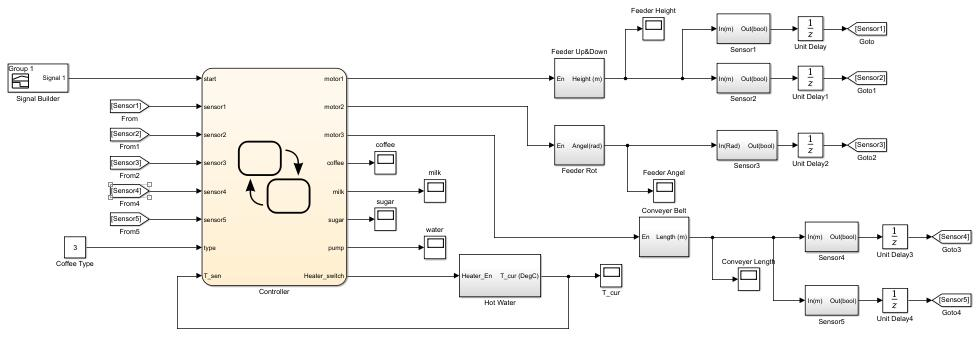 Group 1
Signal 1
Signal Builder
[Sensor1]
From
[Sensor2]
From1
[Sensor3]
From2
[Sensor4]
From4
[Sensor5]
From5
3
Coffee Type
start
sensor1
sensor2
sensor3
sensor4
sensor5
type
T_sen
motor1
motor2
motor3
coffee
milk
sugar
pump
Heater_switch
Controller
coffee
milk
sugar
water
Heater_En
T_cur (DegC)
Hot Water
T_cur
Feeder Up&Down
En
Height (m)
Feeder Height
In(m)
Out(bool)
Sensor1
1
z
Unit Delay
[Sensor1]
Goto
In(m)
Out(bool)
Sensor2
1
z
Unit Delay1
[Sensor2]
Goto1
En
Angel(rad)
Feeder Rot
Feeder Angel
In(Rad)
Out(bool)
Sensor3
1
z
Unit Delay2
[Sensor3]
Goto2
Conveyer Belt
En
Length (m)
Conveyer Length
In(m)
Out(bool)
Sensor4
1
z
Unit Delay3
[Sensor4]
Goto3
In(m)
Out(bool)
Sensor5
1
z
Unit Delay4
[Sensor5]
Goto4